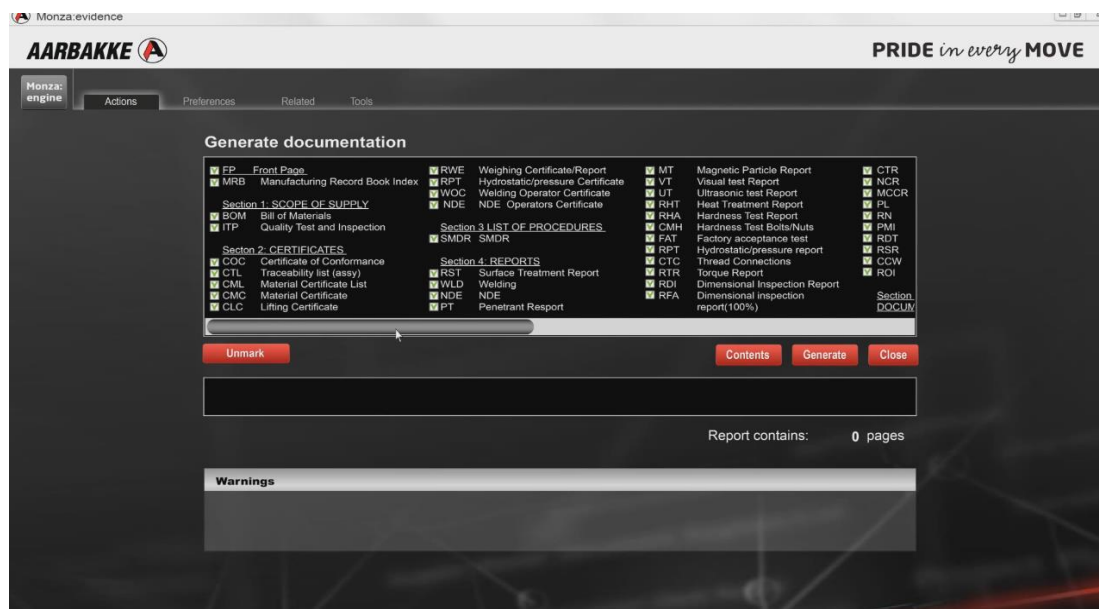 Monza:evidence
AARBAKKE A
PRIDE in every MOVE
Monza:
engine
Actions
Preferences
Related
Tools
Generate documentation
FP Front Page
MRB Manufacturing Record Book Index
Section 1: SCOPE OF SUPPLY
BOM Bill of Materials
ITP Quality Test and Inspection
Secton 2: CERTIFICATES
COC Certificate of Conformance
CTL Traceability list (assy)
CML Material Certificate List
CMC Material Certificate
CLC Lifting Certificate
RWE Weighing Certificate/Report
RPT Hydrostatic/pressure Certificate
WOC Welding Operator Certificate
NDE NDE Operators Certificate
Section 3 LIST OF PROCEDURES
SMDR SMDR
Section 4: REPORTS
RST Surface Treatment Report
WLD Welding
NDE NDE
PT Penetrant Resport
MT Magnetic Particle Report
VT Visual test Report
UT Ultrasonic test Report
RHT Heat Treatment Report
RHA Hardness Test Report
CMH Hardness Test Bolts/Nuts
FAT Factory acceptance test
RPT Hydrostatic/pressure report
CTC Thread Connections
RTR Torque Report
RDI Dimensional Inspection Report
RFA Dimensional inspection
report(100%)
CTR
NCR
MCCR
PL
RN
PMI
RDT
RSR
CCW
ROI
Section
DOCUM
Unmark
Contents
Generate
Close
Report contains: 0 pages
Warnings